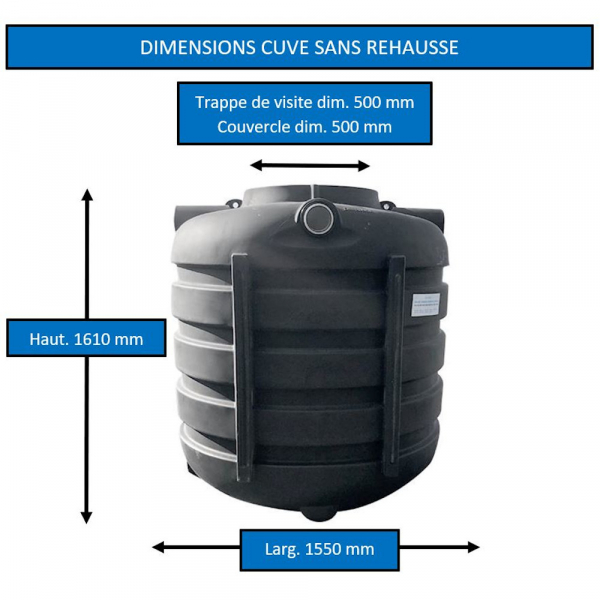 DIMENSIONS CUVE SANS REHAUSSE
Trappe de visite dim. 500 mm
Couvercle dim. 500 mm
Haut. 1610 mm
Larg. 1550 mm